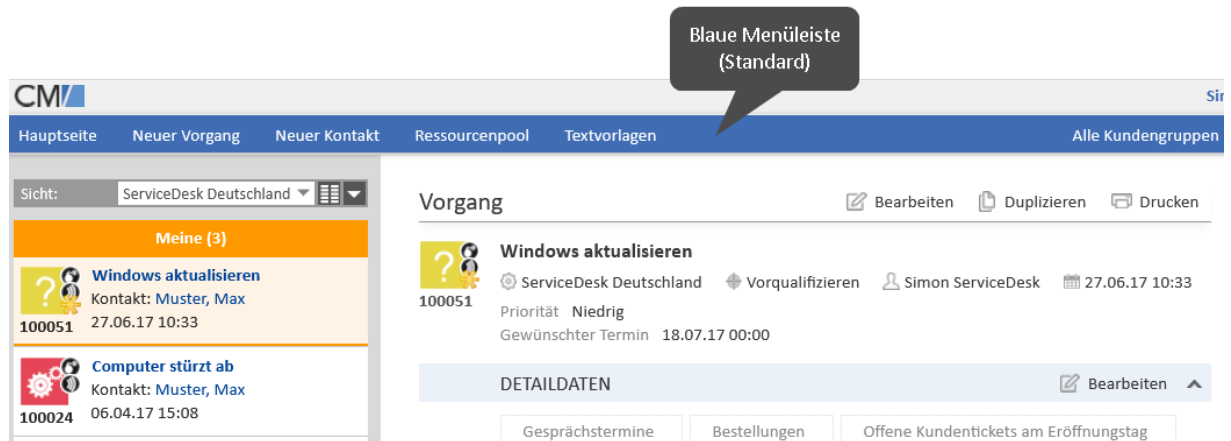 Blaue Menüleiste
(Standard)
CM/
Hauptseite Neuer Vorgang Neuer Kontakt Ressourcenpool Textvorlagen Alle Kundengruppen
Sicht: ServiceDesk Deutschland
Meine (3)
Windows aktualisieren
Kontakt: Muster, Max
27.06.17 10:33
100051
Computer stürzt ab
Kontakt: Muster, Max
06.04.17 15:08
100024
Vorgang Bearbeiten Duplizieren Drucken
Windows aktualisieren
ServiceDesk Deutschland Vorqualifizieren Simon ServiceDesk 27.06.17 10:33
100051
Priorität Niedrig
Gewünschter Termin 18.07.17 00:00
DETAILDATEN Bearbeiten
Gesprächstermine Bestellungen Offene Kundentickets am Eröffnungstag